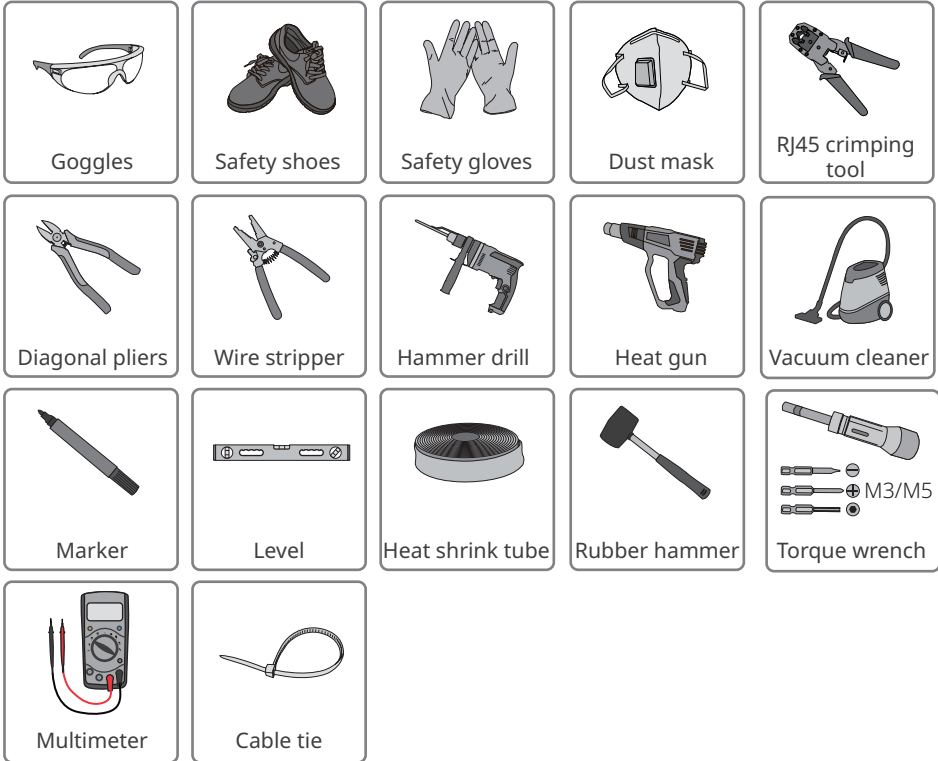 Goggles
Safety shoes
Safety gloves
Dust mask
RJ45 crimping
tool
Diagonal pliers
Wire stripper
Hammer drill
Heat gun
Vacuum cleaner
Marker
Level
Heat shrink tube
Rubber hammer
M3/M5
Torque wrench
Multimeter
Cable tie